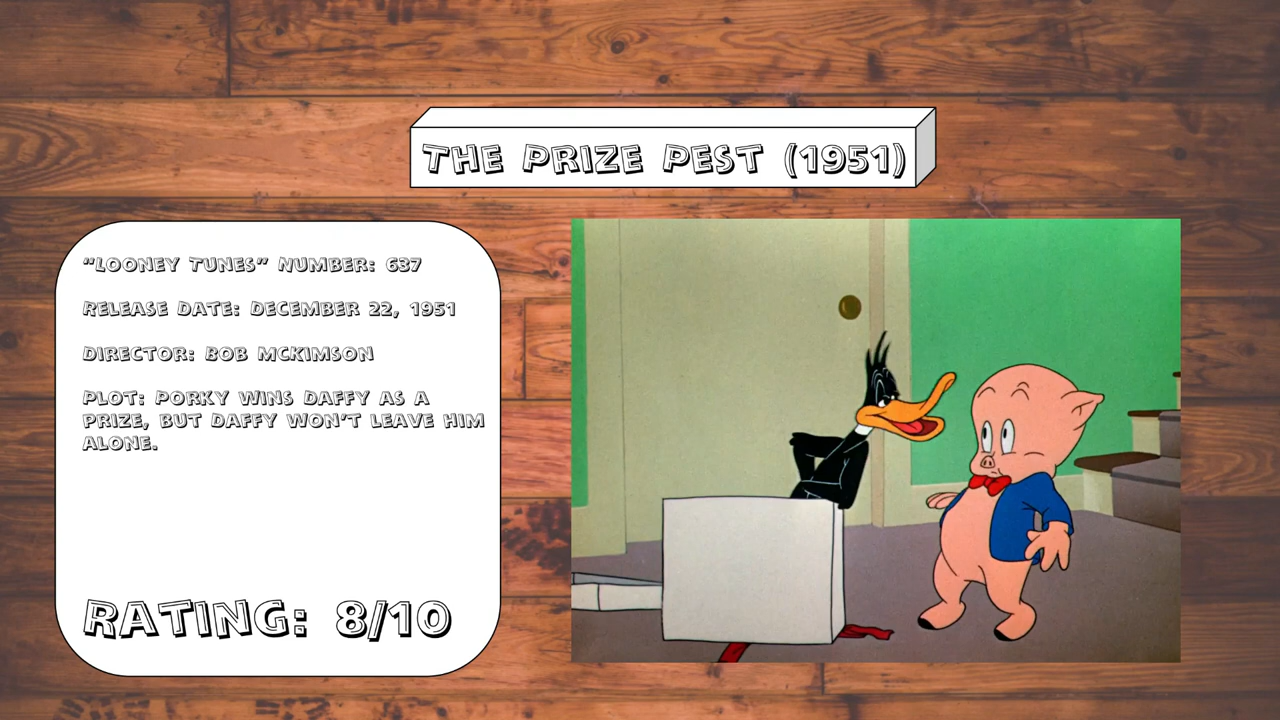 THE PRIZE PEST (1951)
"LOONEY TUNES" NUMBER: 637
RELEASE DATE: DECEMBER 22, 1951
DIRECTOR: BOB MCKIMSON
PLOT: PORKY WINS DAFFY AS A
PRIZE, BUT DAFFY WON'T LEAVE HIM
ALONE.
RATING: 8/10